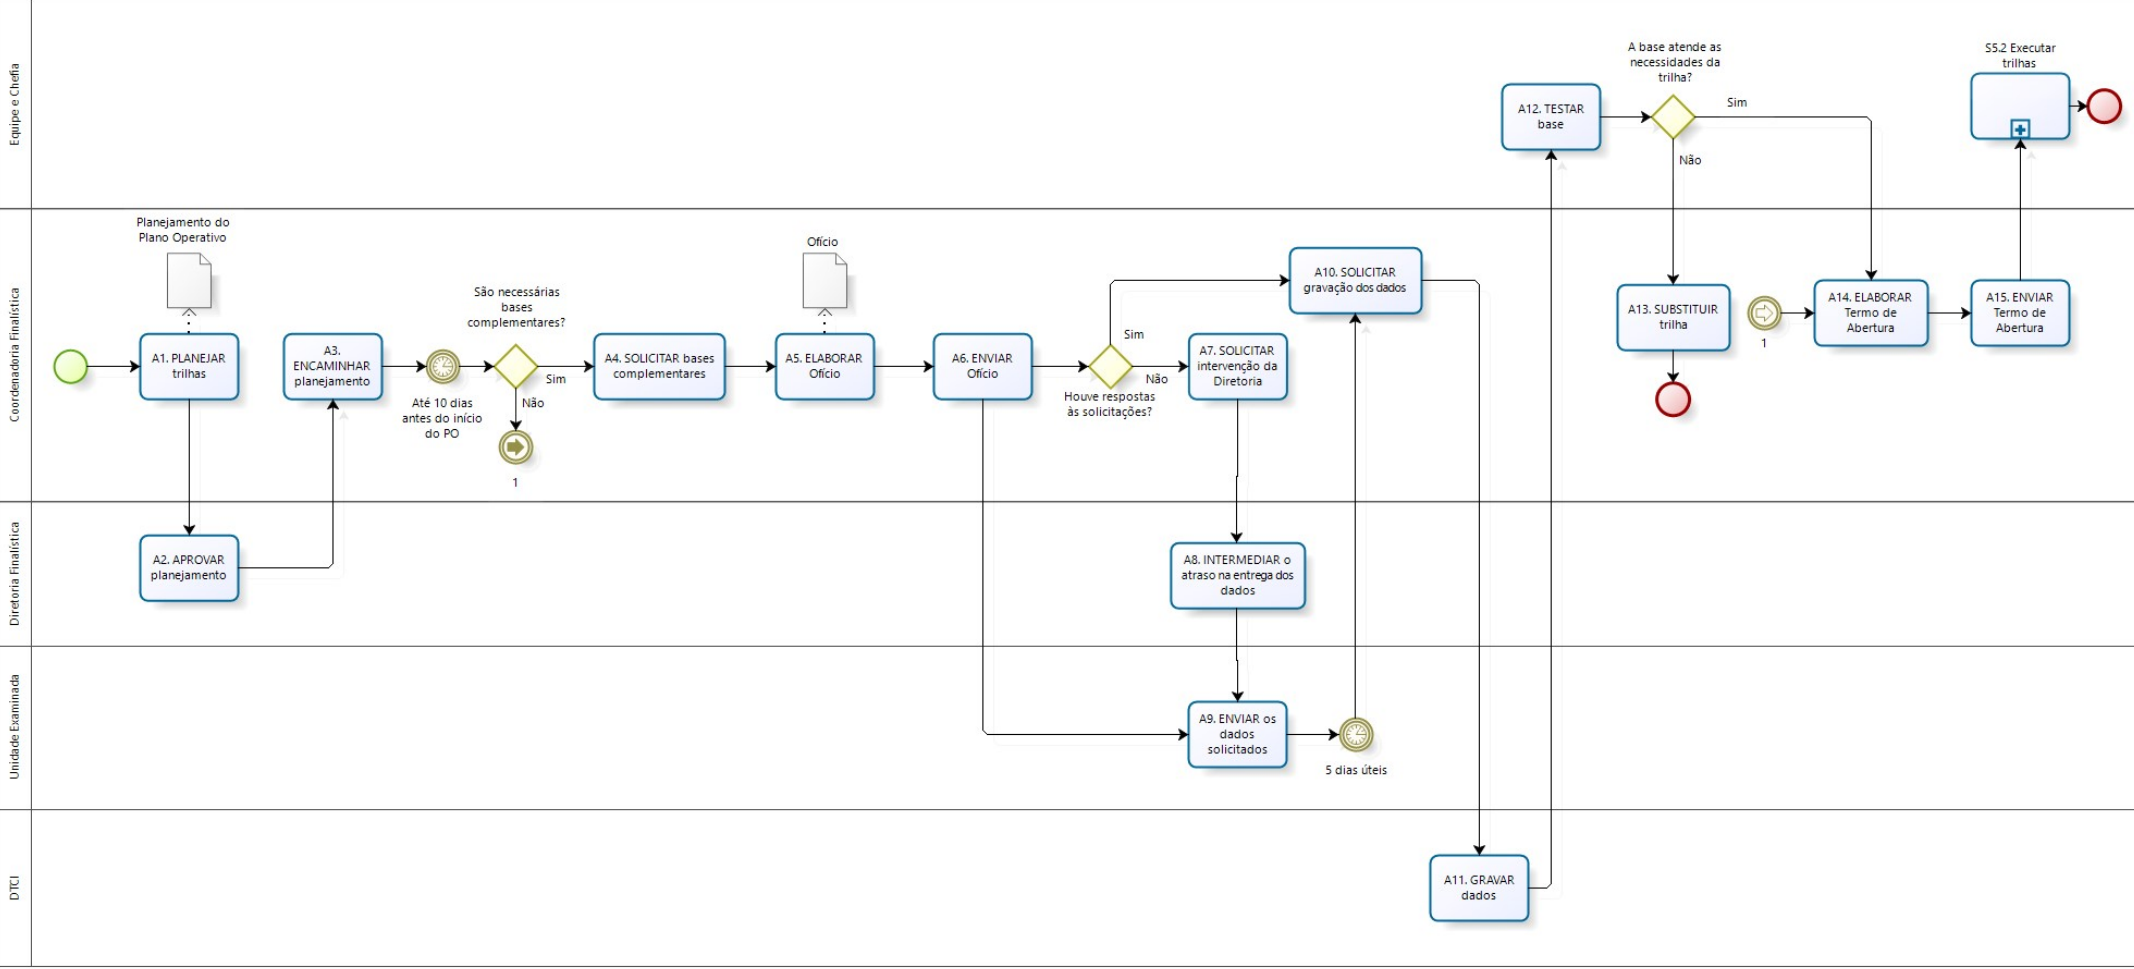 Equipe e Chefia
A12. TESTAR
base
A base atende as
necessidades da
trilha?
Sim
Não
S5.2 Executar
trilhas
Coordenadoria Finalística
Planejamento do
Plano Operativo
A1. PLANEJAR
trilhas
A3.
ENCAMINHAR
planejamento
Até 10 dias
antes do início
do PO
São necessárias
bases
complementares?
Sim
Não
1
A4. SOLICITAR bases
complementares
Ofício
A5. ELABORAR
Ofício
A6. ENVIAR
Ofício
Sim
Não
Houve respostas
às solicitações?
A7. SOLICITAR
intervenção da
Diretoria
A10. SOLICITAR
gravação dos dados
A13. SUBSTITUIR
trilha
1
A14. ELABORAR
Termo de
Abertura
A15. ENVIAR
Termo de
Abertura
Diretoria Finalística
A2. APROVAR
planejamento
A8. INTERMEDIAR o
atraso na entrega dos
dados
Unidade Examinada
A9. ENVIAR os
dados
solicitados
5 dias úteis
DTCI
A11. GRAVAR
dados